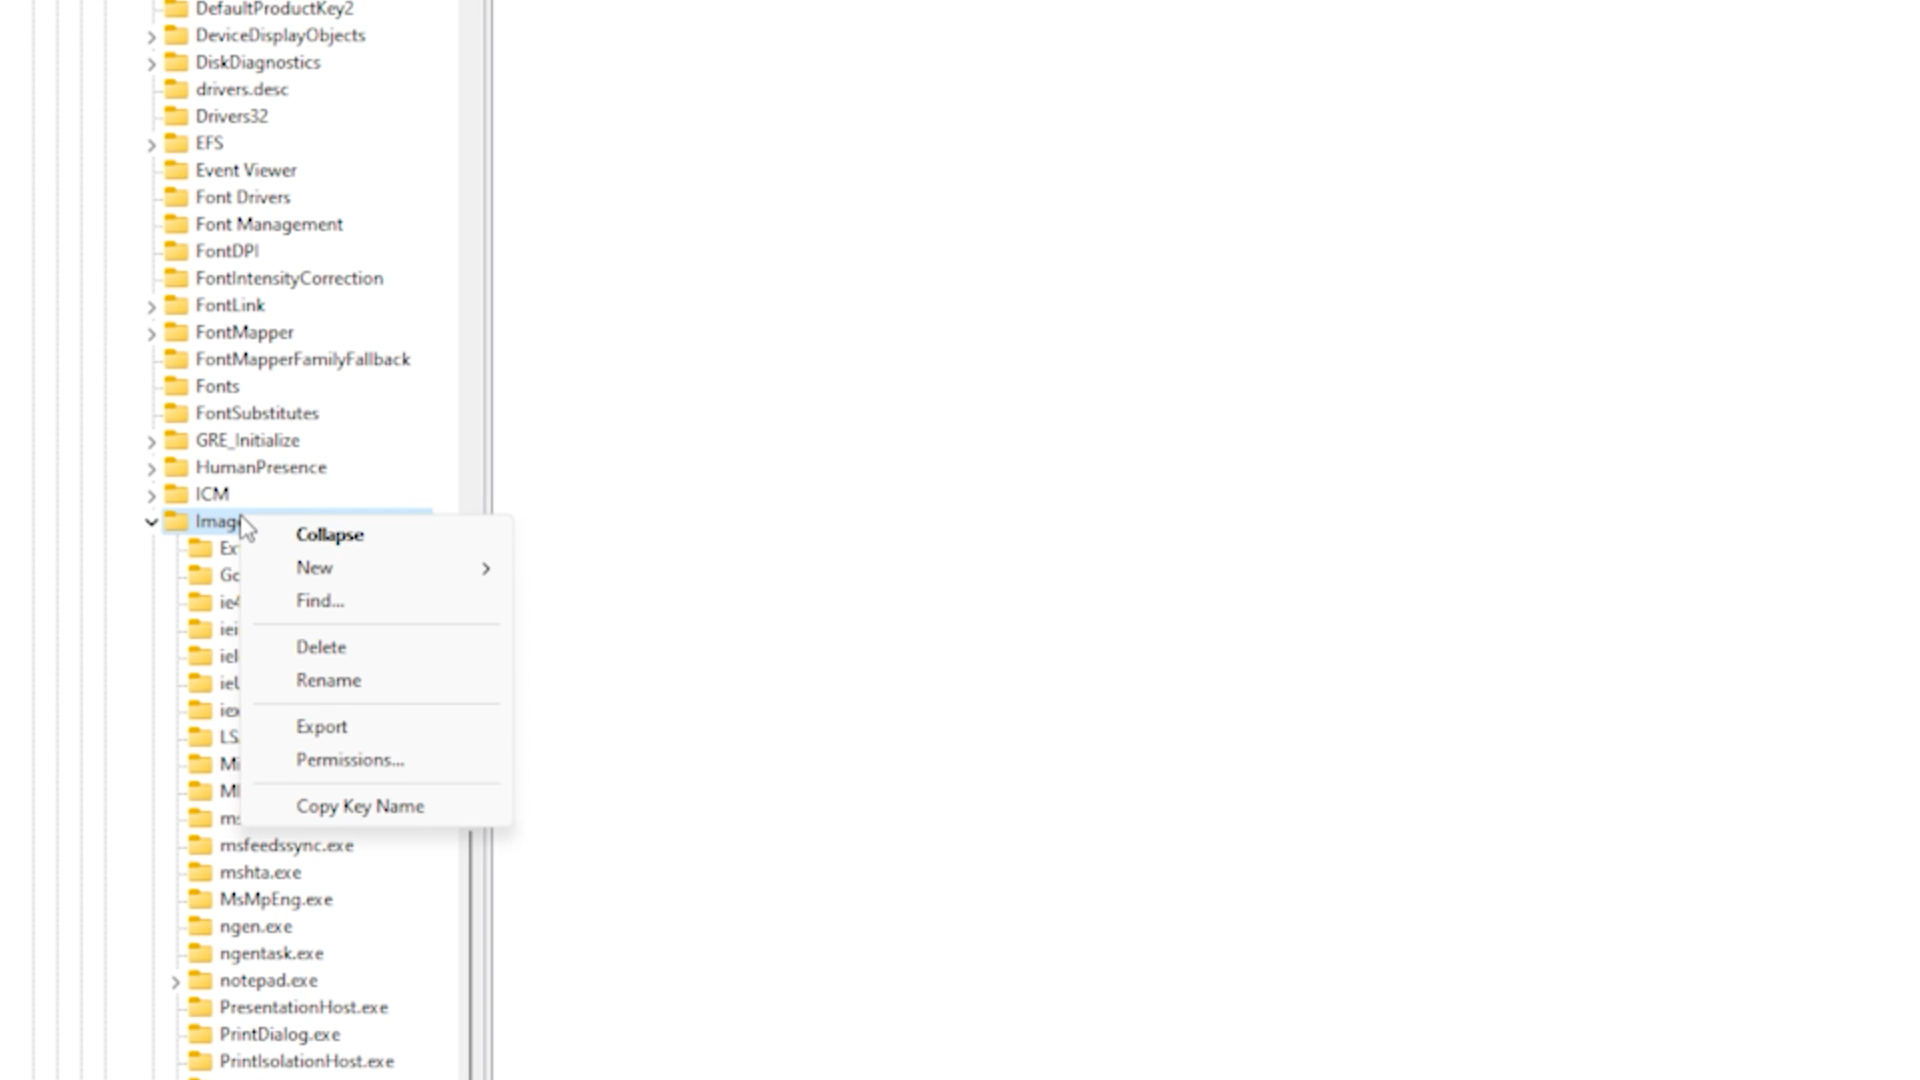 DefaultProductKey2
DeviceDisplayObjects
DiskDiagnostics
drivers.desc
Drivers32
EFS
Event Viewer
Font Drivers
Font Management
FontDPI
FontIntensityCorrection
FontLink
FontMapper
FontMapperFamilyFallback
Fonts
FontSubstitutes
GRE_Initialize
HumanPresence
ICM
Imag
Collapse
New
Find...
Delete
Rename
Export
Permissions...
Copy Key Name
msfeedssync.exe
mshta.exe
MsMpEng.exe
ngen.exe
ngentask.exe
notepad.exe
PresentationHost.exe
PrintDialog.exe
PrintIsolationHost.exe